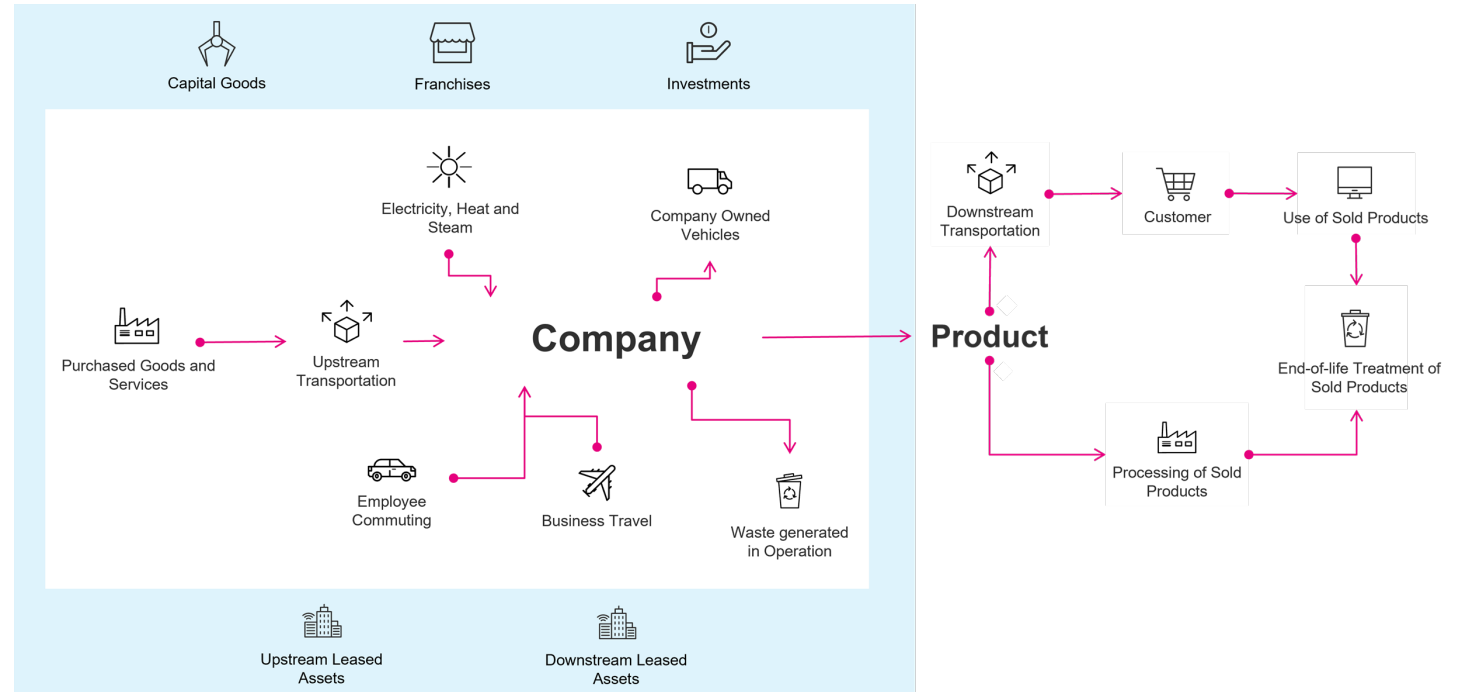 Capital Goods
Franchises
Investments
Electricity, Heat and
Steam
Company Owned
Vehicles
Purchased Goods and
Services
Upstream
Transportation
Company
Employee
Commuting
Business Travel
Waste generated
in Operation
Upstream Leased
Assets
Downstream Leased
Assets
Product
Downstream
Transportation
Customer
Use of Sold Products
End-of-life Treatment of
Sold Products
Processing of Sold
Products